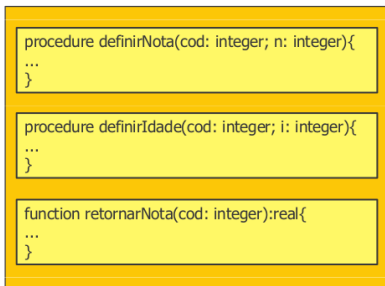 procedure definirNota(cod: integer; n: integer){
...
}
procedure definirIdade(cod: integer; i: integer){
...
}
function retornarNota(cod: integer):real{
...
}